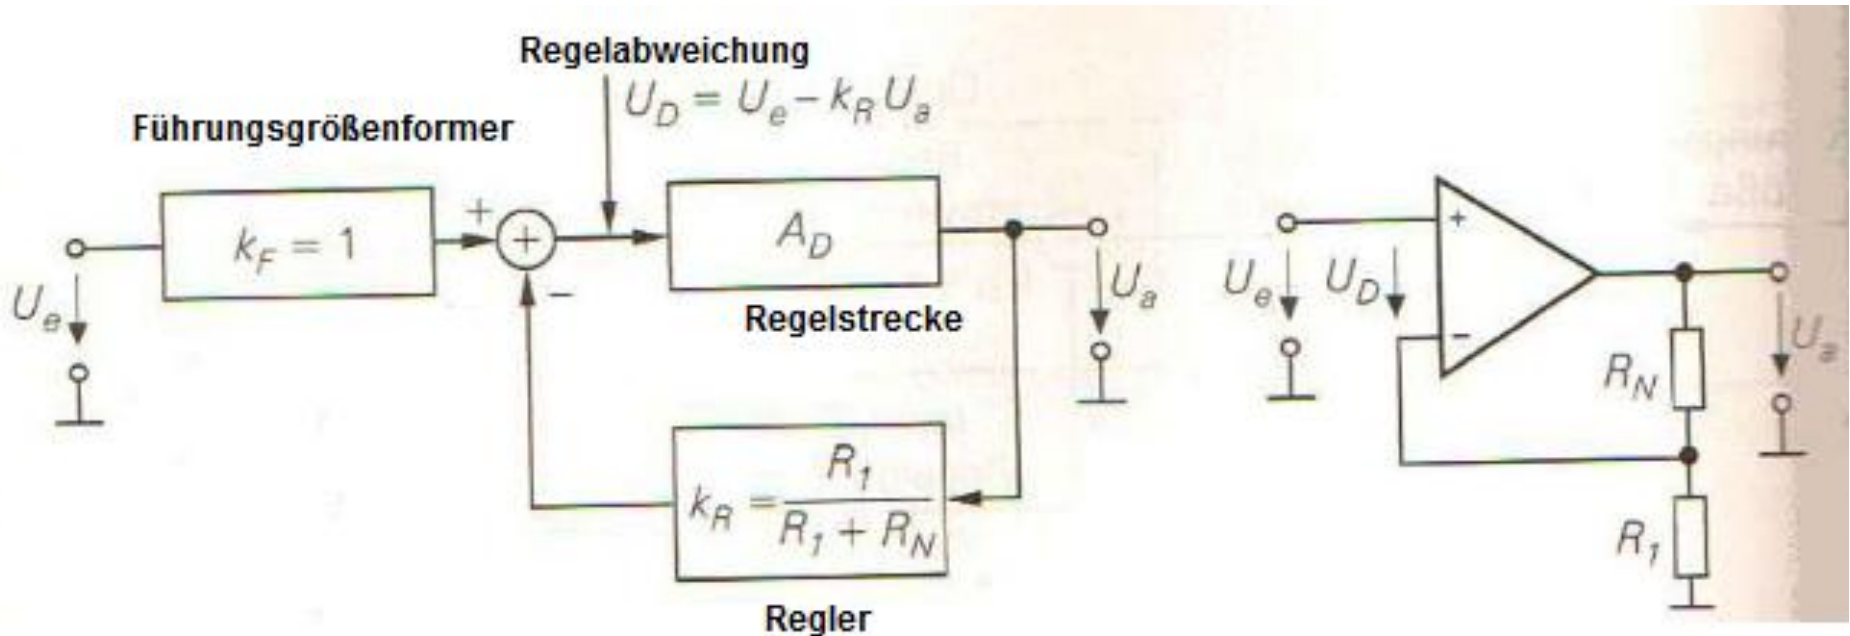 Regelabweichung
U_D = U_e – k_R U_a
Führungsgrößenformer
k_F = 1
+
+
–
A_D
Regelstrecke
U_e
U_a
k_R = R_1 / (R_1 + R_N)
Regler
U_e
U_D
+
–
U_a
R_N
R_1